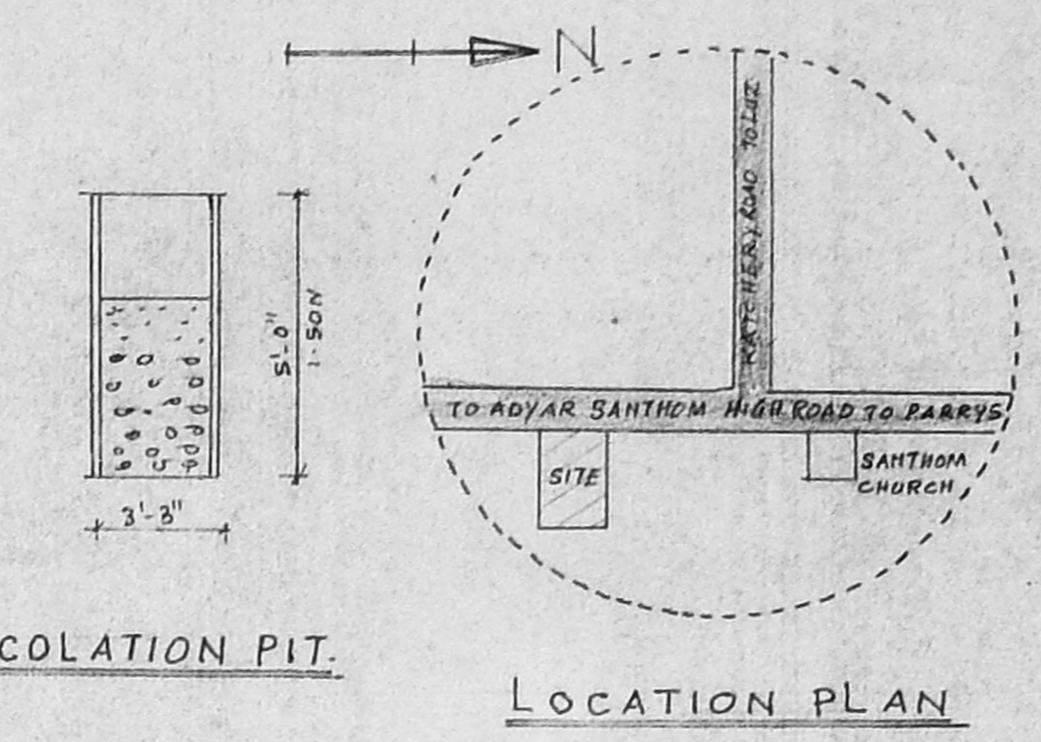 N
KATCHERY ROAD TO LUZ
5'-0"
1·50N
TO ADYAR SANTHOM HIGH ROAD TO PARRYS
SITE
SANTHOM
CHURCH
3'-3"
COLATION PIT.
LOCATION PLAN